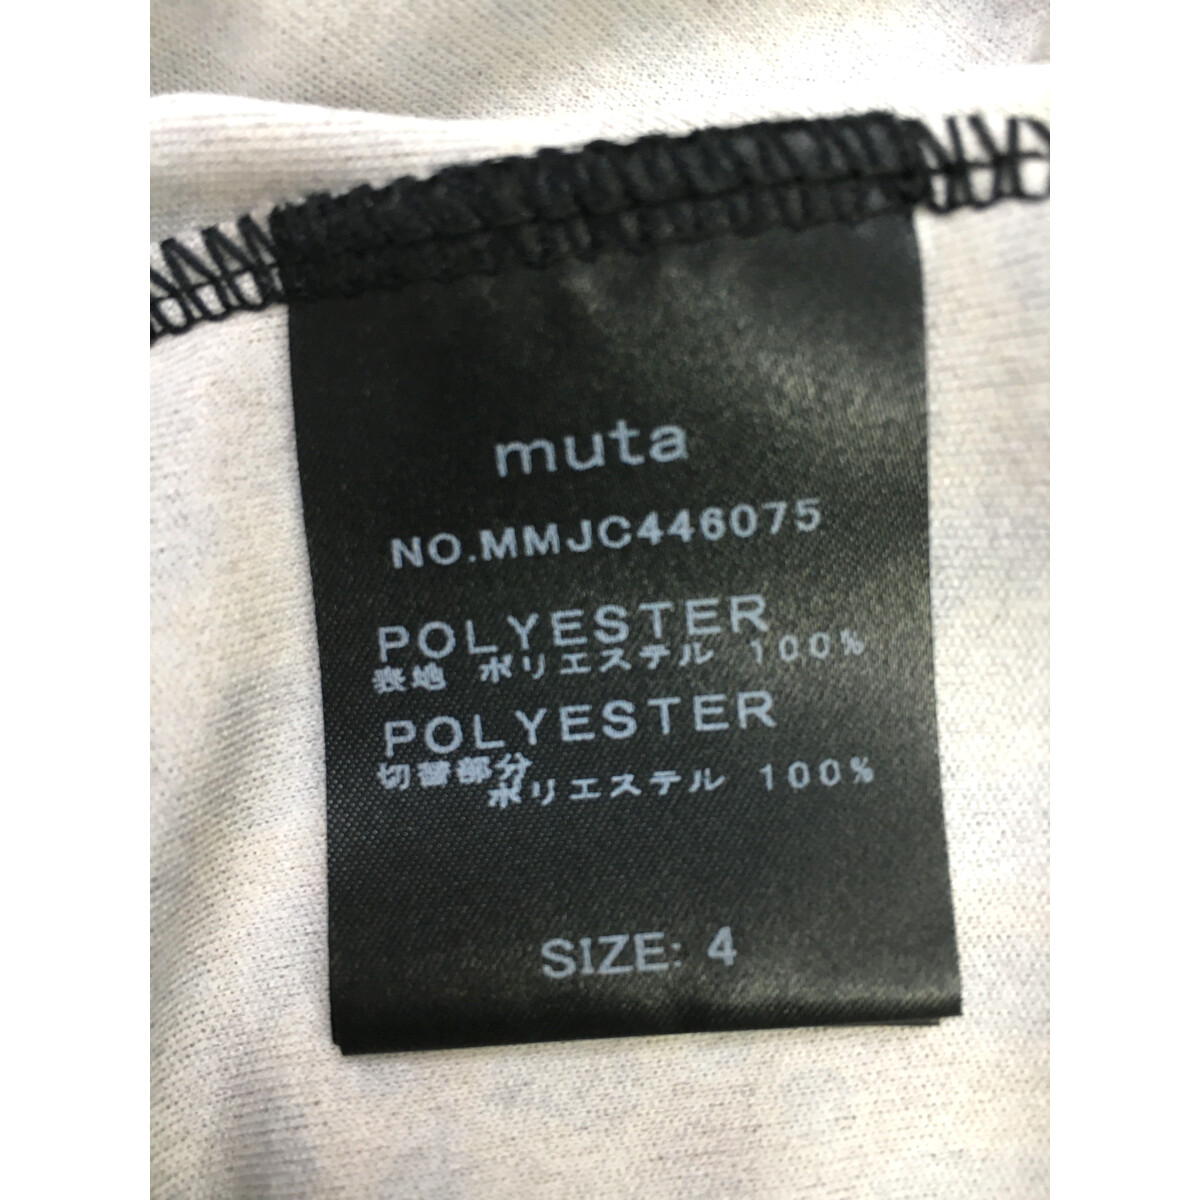 muta
NO.MMJC446075
POLYESTER
表地 ポリエステル 100%
POLYESTER
切替部分
ポリエステル 100%
SIZE: 4